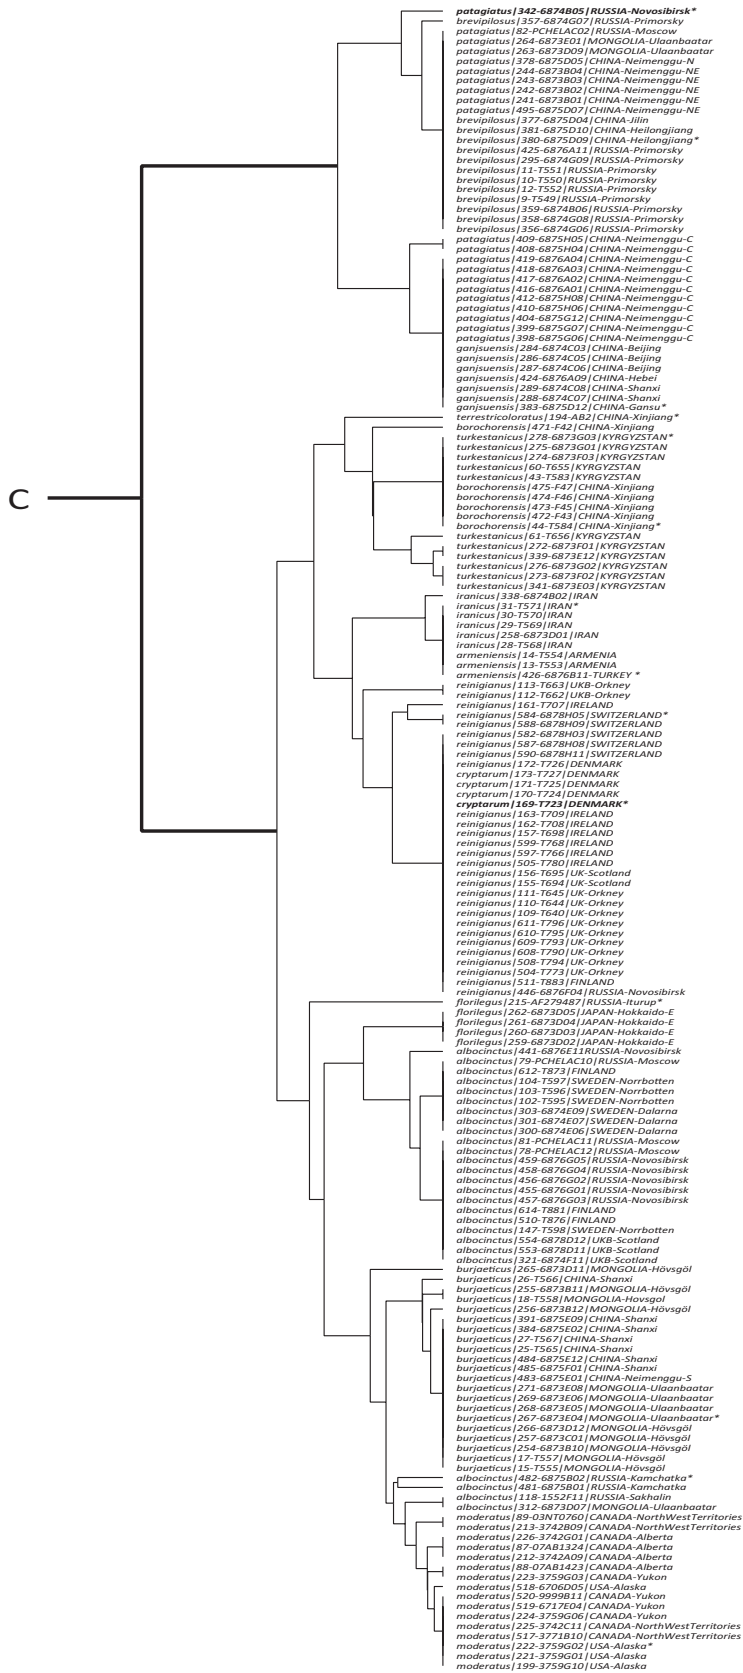 patagiatus|342-6874B05|RUSSIA-Novosibirsk*
brevipilosus|357-6874G07|RUSSIA-Primorsky
patagiatus|82-PCHELAC02|RUSSIA-Moscow
patagiatus|264-6873E01|MONGOLIA-Ulaanbaatar
patagiatus|263-6873D09|MONGOLIA-Ulaanbaatar
patagiatus|378-6875D05|CHINA-Neimenggu-N
patagiatus|244-6873B04|CHINA-Neimenggu-NE
patagiatus|243-6873B03|CHINA-Neimenggu-NE
patagiatus|242-6873B02|CHINA-Neimenggu-NE
patagiatus|241-6873B01|CHINA-Neimenggu-NE
patagiatus|495-6875D07|CHINA-Neimenggu-NE
brevipilosus|377-6875D04|CHINA-Jilin
brevipilosus|381-6875D10|CHINA-Heilongjiang
brevipilosus|380-6875D09|CHINA-Heilongjiang*
brevipilosus|425-6876A11|RUSSIA-Primorsky
brevipilosus|295-6874G09|RUSSIA-Primorsky
brevipilosus|11-T551|RUSSIA-Primorsky
brevipilosus|10-T550|RUSSIA-Primorsky
brevipilosus|12-T552|RUSSIA-Primorsky
brevipilosus|9-T549|RUSSIA-Primorsky
brevipilosus|359-6874B06|RUSSIA-Primorsky
brevipilosus|358-6874G08|RUSSIA-Primorsky
brevipilosus|356-6874G06|RUSSIA-Primorsky
patagiatus|409-6875H05|CHINA-Neimenggu-C
patagiatus|408-6875H04|CHINA-Neimenggu-C
patagiatus|419-6876A04|CHINA-Neimenggu-C
patagiatus|418-6876A03|CHINA-Neimenggu-C
patagiatus|417-6876A02|CHINA-Neimenggu-C
patagiatus|416-6876A01|CHINA-Neimenggu-C
patagiatus|412-6875H08|CHINA-Neimenggu-C
patagiatus|410-6875H06|CHINA-Neimenggu-C
patagiatus|404-6875G12|CHINA-Neimenggu-C
patagiatus|399-6875G07|CHINA-Neimenggu-C
patagiatus|398-6875G06|CHINA-Neimenggu-C
ganjsuensis|284-6874C03|CHINA-Beijing
ganjsuensis|286-6874C05|CHINA-Beijing
ganjsuensis|287-6874C06|CHINA-Beijing
ganjsuensis|424-6876A09|CHINA-Hebei
ganjsuensis|289-6874C08|CHINA-Shanxi
ganjsuensis|288-6874C07|CHINA-Shanxi
ganjsuensis|383-6875D12|CHINA-Gansu*
terrestricoloratus|194-AB2|CHINA-Xinjiang*
borochorensis|471-F42|CHINA-Xinjiang
turkestanicus|278-6873G03|KYRGYZSTAN*
turkestanicus|275-6873G01|KYRGYZSTAN
turkestanicus|274-6873F03|KYRGYZSTAN
turkestanicus|60-T655|KYRGYZSTAN
turkestanicus|43-T583|KYRGYZSTAN
borochorensis|475-F47|CHINA-Xinjiang
borochorensis|474-F46|CHINA-Xinjiang
C
borochorensis|473-F45|CHINA-Xinjiang
borochorensis|472-F43|CHINA-Xinjiang
borochorensis|44-T584|CHINA-Xinjiang*
turkestanicus|61-T656|KYRGYZSTAN
turkestanicus|272-6873F01|KYRGYZSTAN
turkestanicus|339-6873E12|KYRGYZSTAN
turkestanicus|276-6873G02|KYRGYZSTAN
turkestanicus|273-6873F02|KYRGYZSTAN
turkestanicus|341-6873E03|KYRGYZSTAN
iranicus|338-6874B02|IRAN
iranicus|31-T571|IRAN*
iranicus|30-T570|IRAN
iranicus|29-T569|IRAN
iranicus|258-6873D01|IRAN
iranicus|28-T568|IRAN
armeniensis|14-T554|ARMENIA
armeniensis|13-T553|ARMENIA
armeniensis|426-6876B11-TURKEY *
reinigianus|113-T663|UKB-Orkney
reinigianus|112-T662|UKB-Orkney
reinigianus|161-T707|IRELAND
reinigianus|584-6878H05|SWITZERLAND*
reinigianus|588-6878H09|SWITZERLAND
reinigianus|582-6878H03|SWITZERLAND
reinigianus|587-6878H08|SWITZERLAND
reinigianus|590-6878H11|SWITZERLAND
reinigianus|172-T726|DENMARK
cryptarum|173-T727|DENMARK
cryptarum|171-T725|DENMARK
cryptarum|170-T724|DENMARK
cryptarum|169-T723|DENMARK*
reinigianus|163-T709|IRELAND
reinigianus|162-T708|IRELAND
reinigianus|157-T698|IRELAND
reinigianus|599-T768|IRELAND
reinigianus|597-T766|IRELAND
reinigianus|505-T780|IRELAND
reinigianus|156-T695|UK-Scotland
reinigianus|155-T694|UK-Scotland
reinigianus|111-T645|UK-Orkney
reinigianus|110-T644|UK-Orkney
reinigianus|109-T640|UK-Orkney
reinigianus|611-T796|UK-Orkney
reinigianus|610-T795|UK-Orkney
reinigianus|609-T793|UK-Orkney
reinigianus|608-T790|UK-Orkney
reinigianus|508-T794|UK-Orkney
reinigianus|504-T773|UK-Orkney
reinigianus|511-T883|FINLAND
reinigianus|446-6876F04|RUSSIA-Novosibirsk
florilegus|215-AF279487|RUSSIA-Iturup*
florilegus|262-6873D05|JAPAN-Hokkaido-E
florilegus|261-6873D04|JAPAN-Hokkaido-E
florilegus|260-6873D03|JAPAN-Hokkaido-E
florilegus|259-6873D02|JAPAN-Hokkaido-E
albocinctus|441-6876E11RUSSIA-Novosibirsk
albocinctus|79-PCHELAC10|RUSSIA-Moscow
albocinctus|612-T873|FINLAND
albocinctus|104-T597|SWEDEN-Norrbotten
albocinctus|103-T596|SWEDEN-Norrbotten
albocinctus|102-T595|SWEDEN-Norrbotten
albocinctus|303-6874E09|SWEDEN-Dalarna
albocinctus|301-6874E07|SWEDEN-Dalarna
albocinctus|300-6874E06|SWEDEN-Dalarna
albocinctus|81-PCHELAC11|RUSSIA-Moscow
albocinctus|78-PCHELAC12|RUSSIA-Moscow
albocinctus|459-6876G05|RUSSIA-Novosibirsk
albocinctus|458-6876G04|RUSSIA-Novosibirsk
albocinctus|456-6876G02|RUSSIA-Novosibirsk
albocinctus|455-6876G01|RUSSIA-Novosibirsk
albocinctus|457-6876G03|RUSSIA-Novosibirsk
albocinctus|614-T881|FINLAND
albocinctus|510-T876|FINLAND
albocinctus|147-T598|SWEDEN-Norrbotten
albocinctus|554-6878D12|UKB-Scotland
albocinctus|553-6878D11|UKB-Scotland
albocinctus|321-6874F11|UKB-Scotland
burjaeticus|265-6873D11|MONGOLIA-Hövsgöl
burjaeticus|26-T566|CHINA-Shanxi
burjaeticus|255-6873B11|MONGOLIA-Hövsgöl
burjaeticus|18-T558|MONGOLIA-Hovsgol
burjaeticus|256-6873B12|MONGOLIA-Hövsgöl
burjaeticus|391-6875E09|CHINA-Shanxi
burjaeticus|384-6875E02|CHINA-Shanxi
burjaeticus|27-T567|CHINA-Shanxi
burjaeticus|25-T565|CHINA-Shanxi
burjaeticus|484-6875E12|CHINA-Shanxi
burjaeticus|485-6875F01|CHINA-Shanxi
burjaeticus|483-6875E01|CHINA-Neimenggu-S
burjaeticus|271-6873E08|MONGOLIA-Ulaanbaatar
burjaeticus|269-6873E06|MONGOLIA-Ulaanbaatar
burjaeticus|268-6873E05|MONGOLIA-Ulaanbaatar
burjaeticus|267-6873E04|MONGOLIA-Ulaanbaatar*
burjaeticus|266-6873D12|MONGOLIA-Hövsgöl
burjaeticus|257-6873C01|MONGOLIA-Hövsgöl
burjaeticus|254-6873B10|MONGOLIA-Hövsgöl
burjaeticus|17-T557|MONGOLIA-Hövsgöl
burjaeticus|15-T555|MONGOLIA-Hövsgöl
albocinctus|482-6875B02|RUSSIA-Kamchatka*
albocinctus|481-6875B01|RUSSIA-Kamchatka
albocinctus|118-1552F11|RUSSIA-Sakhalin
albocinctus|312-6873D07|MONGOLIA-Ulaanbaatar
moderatus|89-03NT0760|CANADA-NorthWestTerritories
moderatus|213-3742B09|CANADA-NorthWestTerritories
moderatus|226-3742G01|CANADA-Alberta
moderatus|87-07AB1324|CANADA-Alberta
moderatus|212-3742A09|CANADA-Alberta
moderatus|88-07AB1423|CANADA-Alberta
moderatus|223-3759G03|CANADA-Yukon
moderatus|518-6706D05|USA-Alaska
moderatus|520-9999B11|CANADA-Yukon
moderatus|519-6717E04|CANADA-Yukon
moderatus|224-3759G06|CANADA-Yukon
moderatus|225-3742C11|CANADA-NorthWestTerritories
moderatus|517-3771B10|CANADA-NorthWestTerritories
moderatus|222-3759G02|USA-Alaska*
moderatus|221-3759G01|USA-Alaska
moderatus|199-3759G10|USA-Alaska